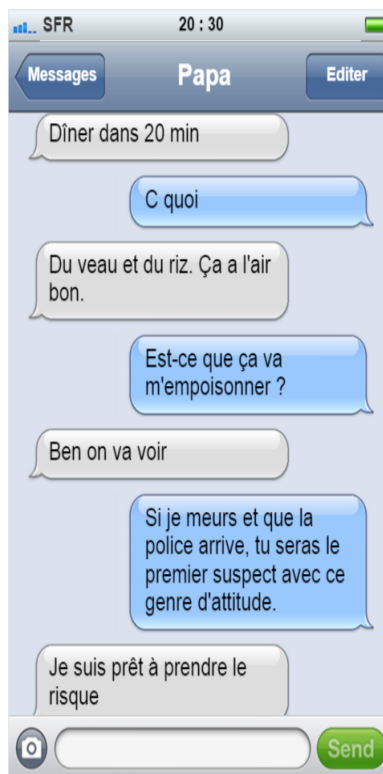 SFR 20 : 30
Messages Papa Editer
Dîner dans 20 min
C quoi
Du veau et du riz. Ça a l'air
bon.
Est-ce que ça va
m'empoisonner ?
Ben on va voir
Si je meurs et que la
police arrive, tu seras le
premier suspect avec ce
genre d'attitude.
Je suis prêt à prendre le
risque
Send